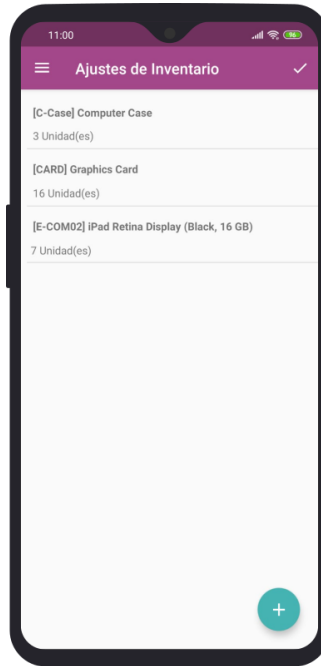 11:00
96
Ajustes de Inventario
[C-Case] Computer Case
3 Unidad(es)
[CARD] Graphics Card
16 Unidad(es)
[E-COM02] iPad Retina Display (Black, 16 GB)
7 Unidad(es)